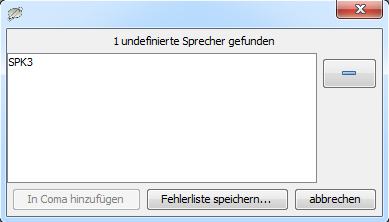 1 undefinierte Sprecher gefunden
SPK3
In Coma hinzufügen Fehlerliste speichern... abbrechen